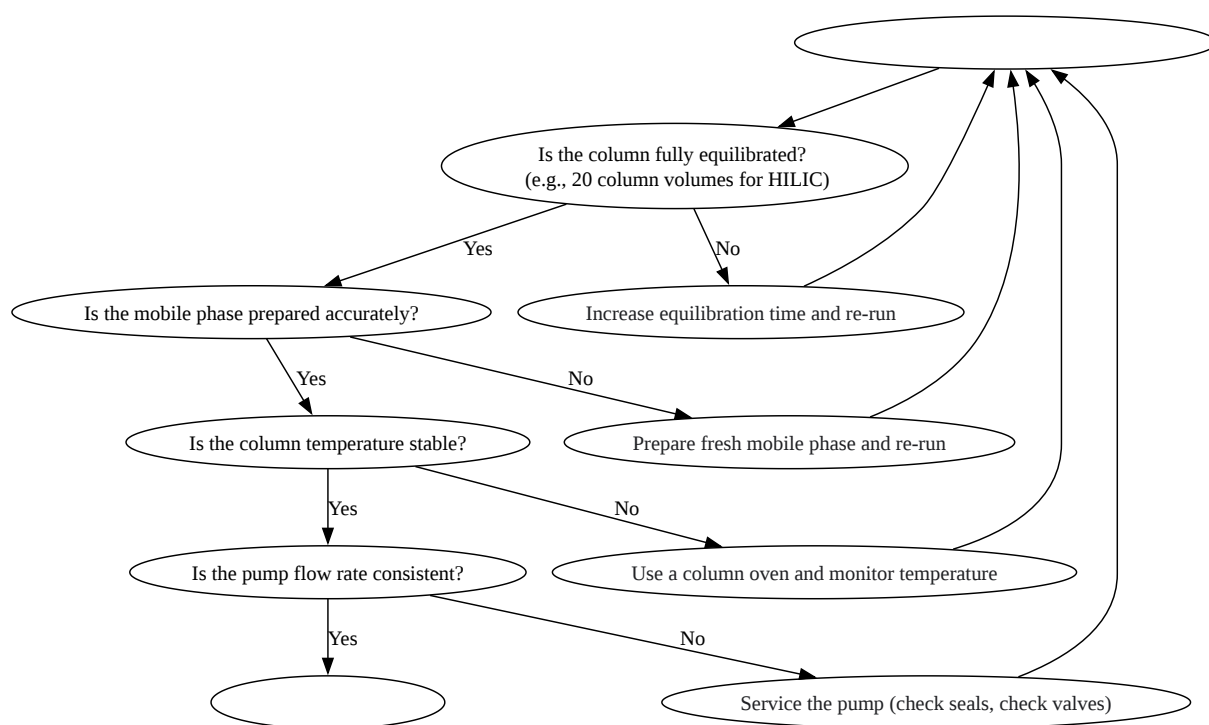 Is the column fully equilibrated?
(e.g., 20 column volumes for HILIC)
Yes
No
Is the mobile phase prepared accurately?
Increase equilibration time and re-run
Yes
No
Is the column temperature stable?
Prepare fresh mobile phase and re-run
Yes
No
Is the pump flow rate consistent?
Use a column oven and monitor temperature
Yes
No
Service the pump (check seals, check valves)